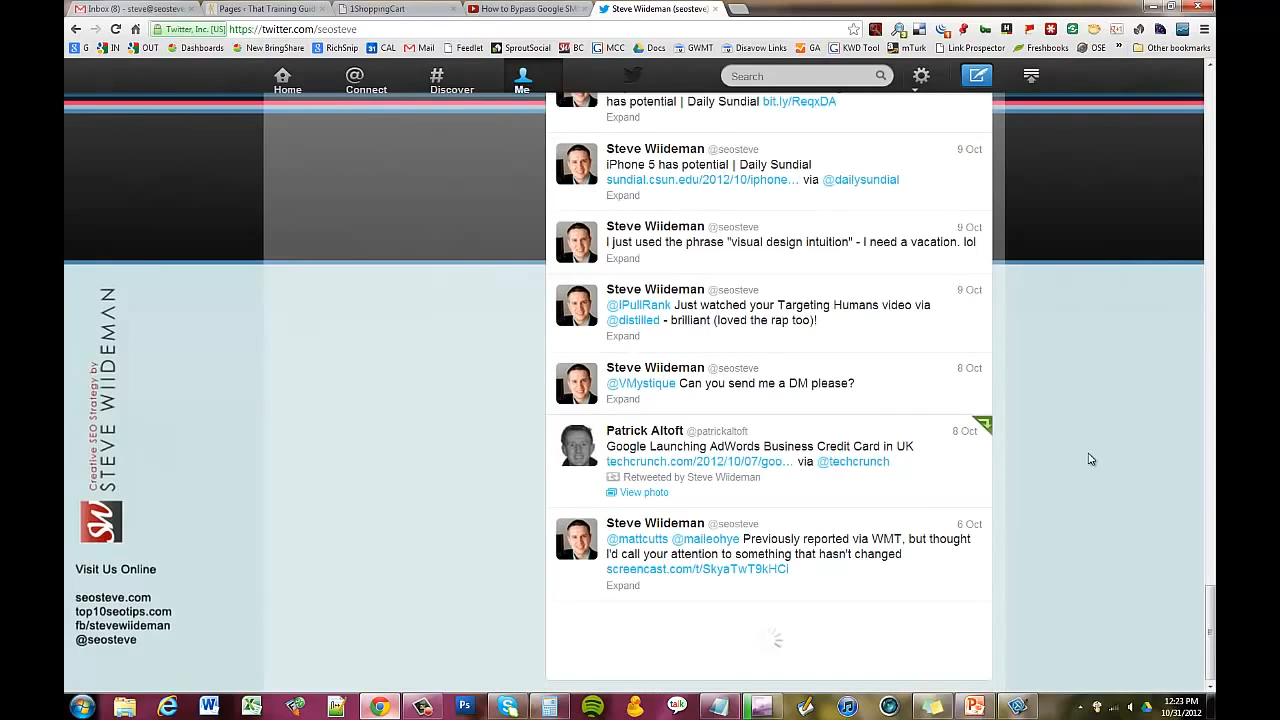 Inbox (8) - steve@seosteve.
Pages ‹ That Training Guid
1ShoppingCart
How to Bypass Google SM
Steve Wiideman (seosteve)
Twitter, Inc. [US]
https://twitter.com/seosteve
G
IN
OUT
Dashboards
New BringShare
RichSnip
31 CAL
Mail
Feedlet
SproutSocial
BC
MCC
Docs
GWMT
Disavow Links
GA
KWD Tool
mTurk
Link Prospector
Freshbooks
OSE
»
Other bookmarks
Home
Connect
Discover
Me
Search
has potential | Daily Sundial bit.ly/ReqxDA
Expand
Steve Wiideman @seosteve 9 Oct
iPhone 5 has potential | Daily Sundial
sundial.csun.edu/2012/10/iphone… via @dailysundial
Expand
Steve Wiideman @seosteve 9 Oct
I just used the phrase "visual design intuition" - I need a vacation. lol
Expand
Steve Wiideman @seosteve 9 Oct
@IPullRank Just watched your Targeting Humans video via
@distilled - brilliant (loved the rap too)!
Expand
Steve Wiideman @seosteve 8 Oct
@VMystique Can you send me a DM please?
Expand
Patrick Altoft @patrickaltoft 8 Oct
Google Launching AdWords Business Credit Card in UK
techcrunch.com/2012/10/07/goo… via @techcrunch
Retweeted by Steve Wiideman
View photo
Steve Wiideman @seosteve 6 Oct
@mattcutts @maileohye Previously reported via WMT, but thought
I'd call your attention to something that hasn't changed
screencast.com/t/SkyaTwT9kHCl
Expand
Creative SEO Strategy by
STEVE WIIDEMAN
SW
Visit Us Online
seosteve.com
top10seotips.com
fb/stevewiideman
@seosteve
Ps
talk
12:23 PM
10/31/2012